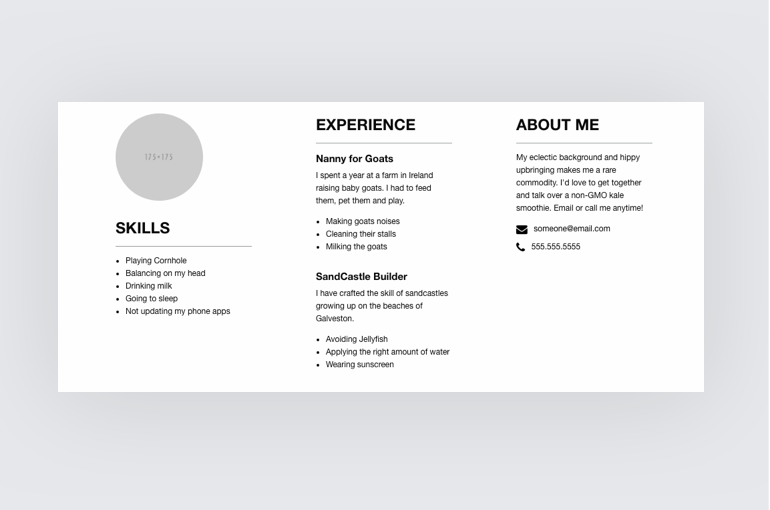 175×175
SKILLS
Playing Cornhole
Balancing on my head
Drinking milk
Going to sleep
Not updating my phone apps
EXPERIENCE
Nanny for Goats
I spent a year at a farm in Ireland
raising baby goats. I had to feed
them, pet them and play.
Making goats noises
Cleaning their stalls
Milking the goats
SandCastle Builder
I have crafted the skill of sandcastles
growing up on the beaches of
Galveston.
Avoiding Jellyfish
Applying the right amount of water
Wearing sunscreen
ABOUT ME
My eclectic background and hippy
upbringing makes me a rare
commodity. I'd love to get together
and talk over a non-GMO kale
smoothie. Email or call me anytime!
someone@email.com
555.555.5555